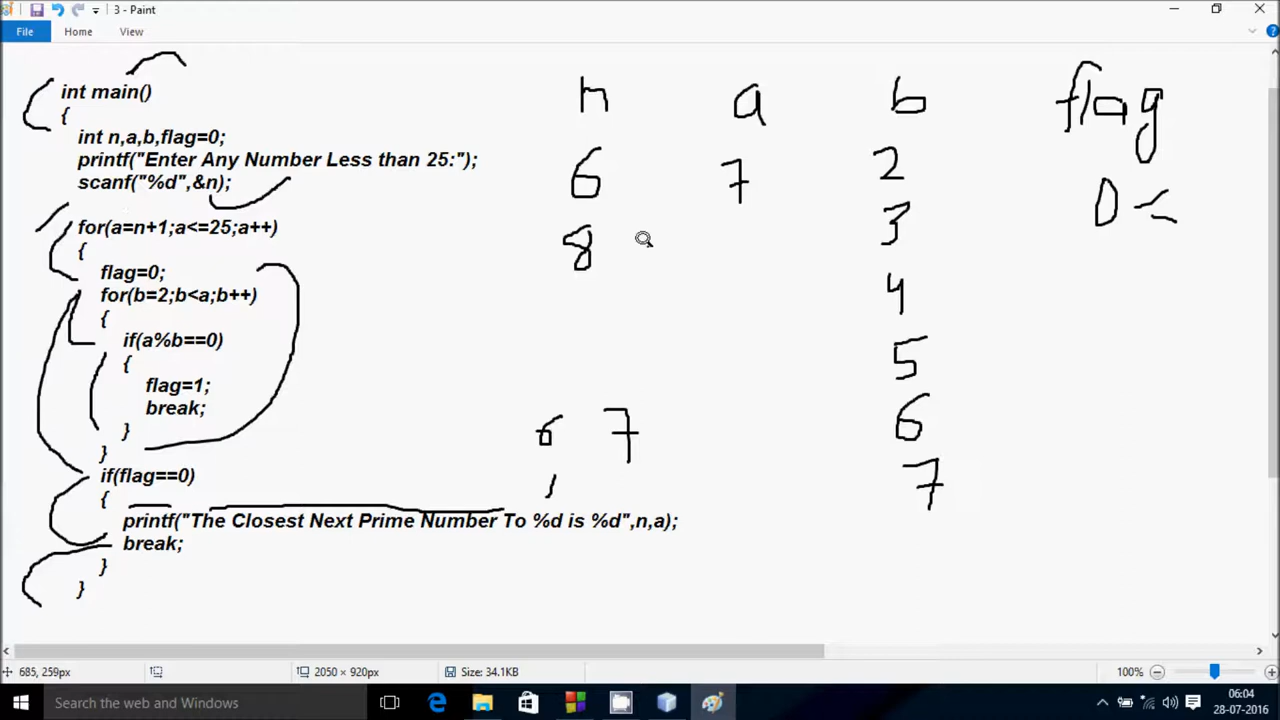 3 - Paint
File Home View
int main()
{
int n,a,b,flag=0;
printf("Enter Any Number Less than 25:");
scanf("%d",&n);
for(a=n+1;a<=25;a++)
{
flag=0;
for(b=2;b<a;b++)
{
if(a%b==0)
{
flag=1;
break;
}
}
if(flag==0)
{
printf("The Closest Next Prime Number To %d is %d",n,a);
break;
}
}
n a b flag
6 7 2 0
8 3
4
5
6 7 6
7
685, 259px
2050 × 920px
Size: 34.1KB
100%
Search the web and Windows
06:04
28-07-2016